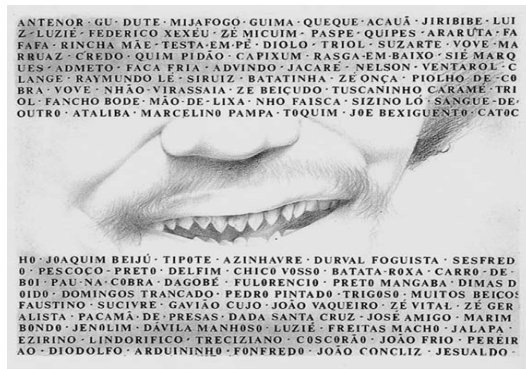 ANTENOR · GU · DUTE · MIJAFOGO · GUIMA · QUEQUE · ACAUÃ · JIRIBIBE · LUI
Z · LUZIÉ · FEDERICO XEXÉU · ZÉ MICUIM · PASPE · QUIPES · ARARUTA · FA
FAFA · RINCHA MÃE · TESTA-EM-PÉ · DIOLO · TRIOL · SUZARTE · VOVE · MA
RRUAZ · CREDO · QUIM PIDÃO · CAPIXUM · RASGA-EM-BAIXO · SIÉ MARQ
UES · ADMETO · FACA FRIA · ADVINDO · JACARÉ · NELSON · VENTAROL · C
LANGE · RAYMUNDO LÉ · SIRUIZ · BATATINHA · ZÉ ONÇA · PIOLHO DE · CO
BRA · VOVE · NHÃO · VIRASSAIA · ZÉ BEIÇUDO · TUSCANINHO CARAMÉ · TRI
OL · FANCHO BODE · MÃO-DE-LIXA · NHO FAISCA · SIZINO LÓ · SANGUE-DE-
OUTRO · ATALIBA · MARCELINO PAMPA · TOQUIM · JOE BEXIGUENTO · CATOC
HO · JOAQUIM BEIJÚ · TIPOTE · AZINHAVRE · DURVAL FOGUISTA · SESFRED
O · PESCOÇO · PRETO · DELFIM · CHICO VOSSO · BATATA-ROXA · CARRO · DE ·
BOI · PAU-NA-COBRA · DAGOBÉ · FULORENCIO · PRETO MANGABA · DIMAS D
OIDO · DOMINGOS TRANCADO · PEDRO PINTADO · TRIGOSO · MUITOS BEIÇOS
FAUSTINO · SUCIVRE · GAVIÃO CUJO · JOÃO VAQUEIRO · ZÉ VITAL · ZÉ GER
ALISTA · PACAMÃ-DE-PRESAS · DADA SANTA CRUZ · JOSÉ AMIGO · MARIM
BONDO · JENOLIM · DÁVILA MANHOSO · LUZIÉ · FREITAS MACHO · JALAPA ·
EZIRINO · LINDORIFICO · TRECIZIANO · COSCORÃO · JOÃO FRIO · PEREIR
AO · DIODOLFO · ARDUININHO · FONFREDO · JOÃO CONCLIZ · JESUALDO ·